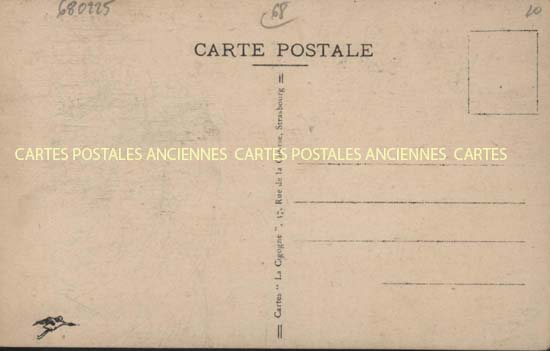 680225
68
20
CARTE POSTALE
CARTES POSTALES ANCIENNES CARTES POSTALES ANCIENNES CARTES
Cartes " La Cigogne ", 17, Rue de la , Strasbourg